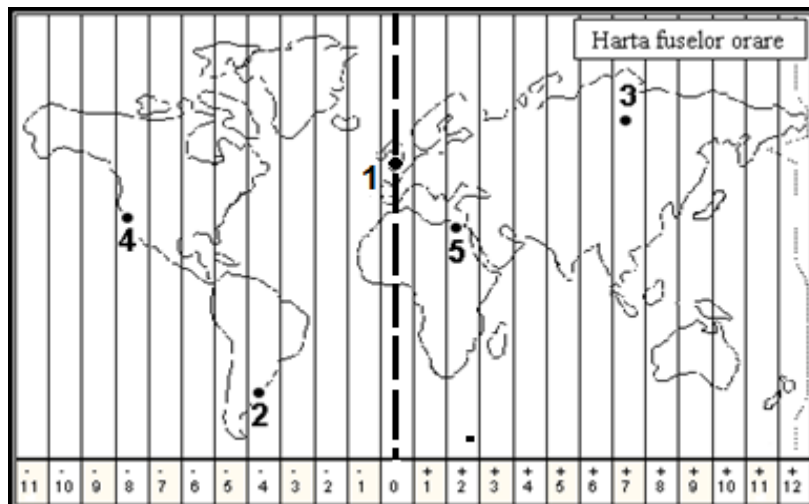 Harta fuselor orare
3
1
4
5
2
- 11 - 10 - 9 - 8 - 7 - 6 - 5 - 4 - 3 - 2 - 1 0 + 1 + 2 + 3 + 4 + 5 + 6 + 7 + 8 + 9 + 10 + 11 + 12